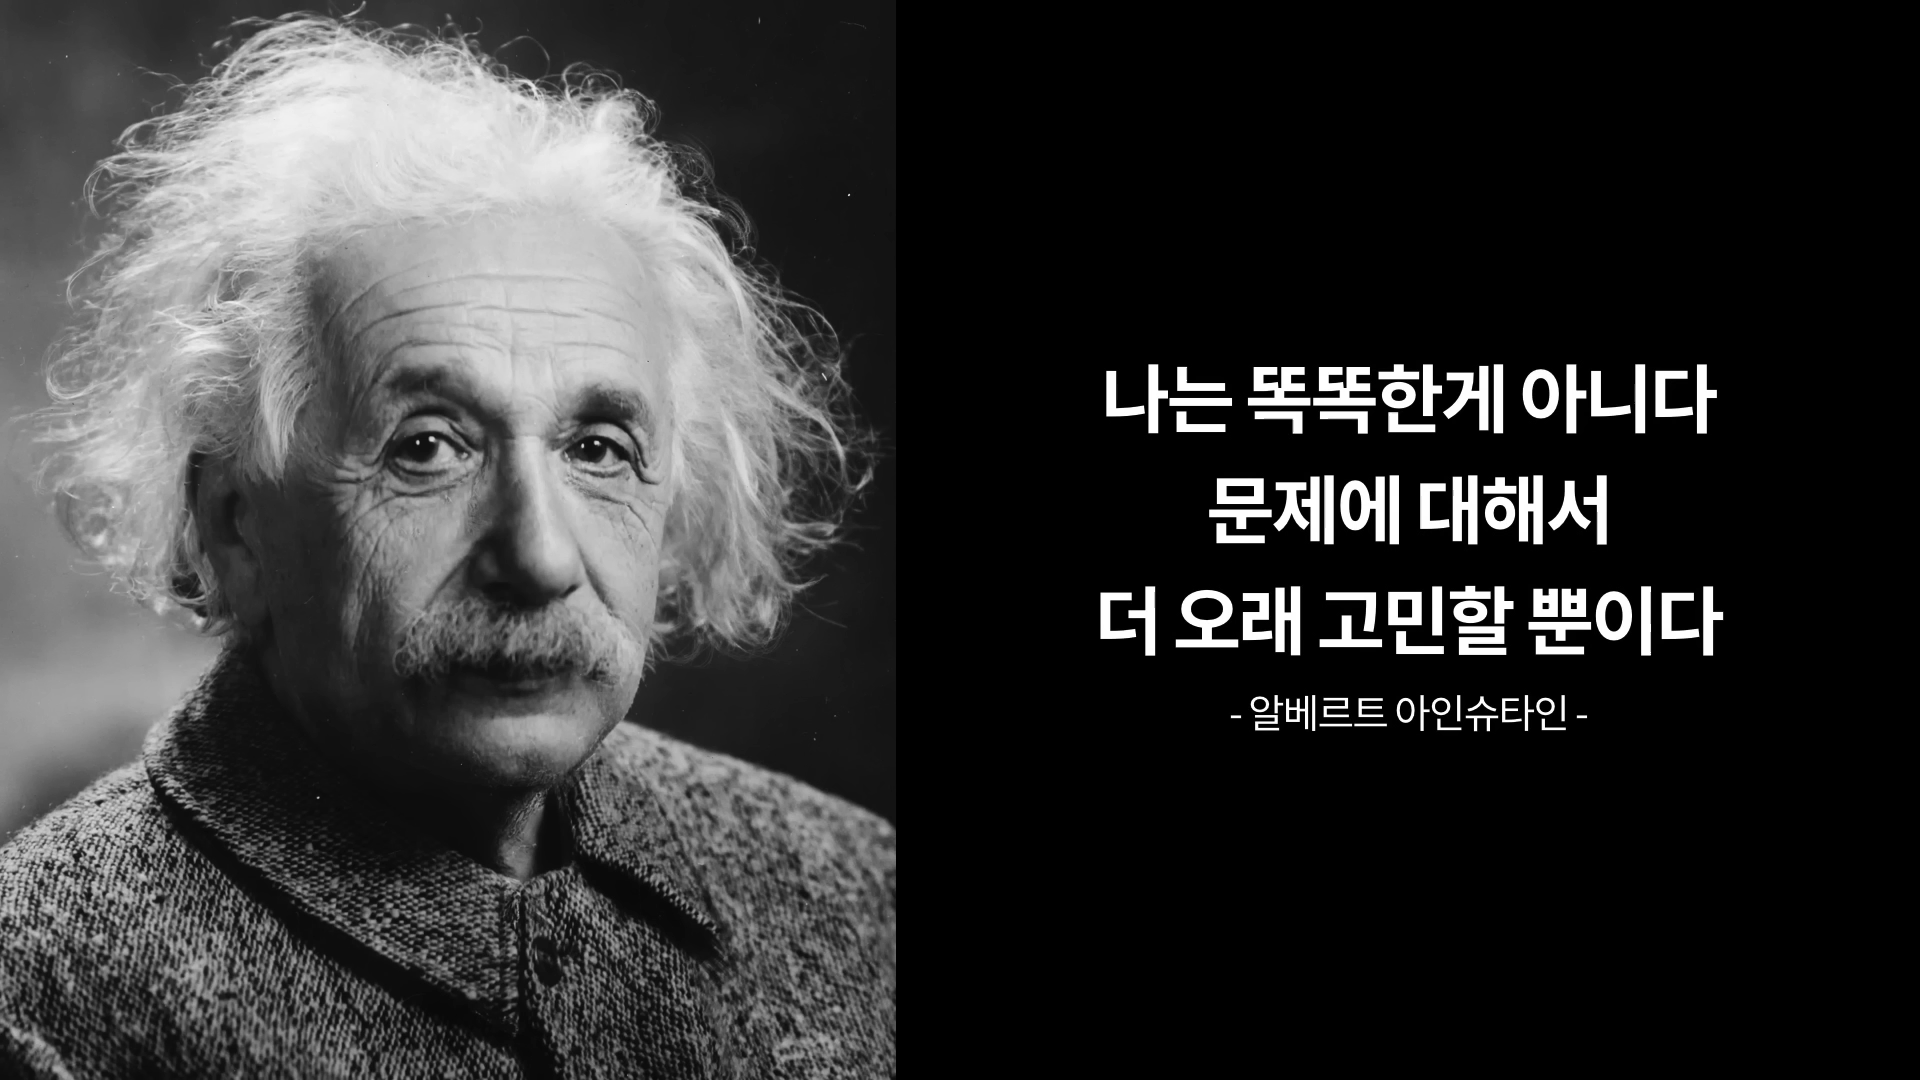 나는 똑똑한게 아니다
문제에 대해서
더 오래 고민할 뿐이다
- 알베르트 아인슈타인 -